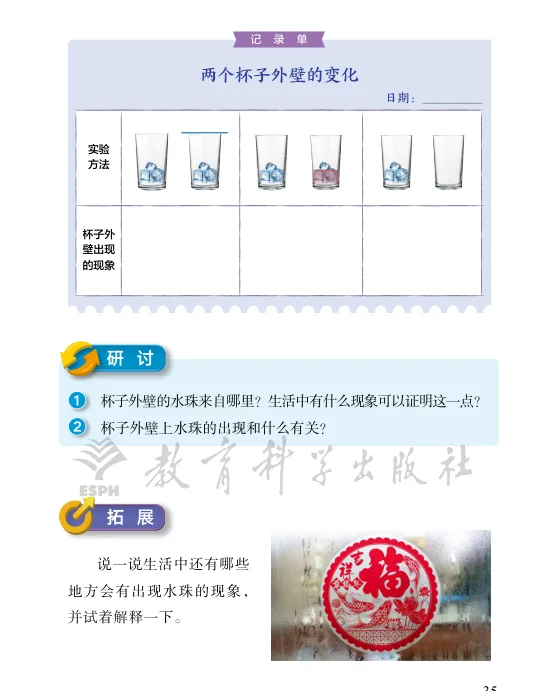 记录单
两个杯子外壁的变化
日期：
实验
方法
杯子外
壁出现
的现象
研讨
1 杯子外壁的水珠来自哪里？生活中有什么现象可以证明这一点？
2 杯子外壁上水珠的出现和什么有关？
ESPH 教育科学出版社
拓展
说一说生活中还有哪些
地方会有出现水珠的现象，
并试着解释一下。
吉祥
福